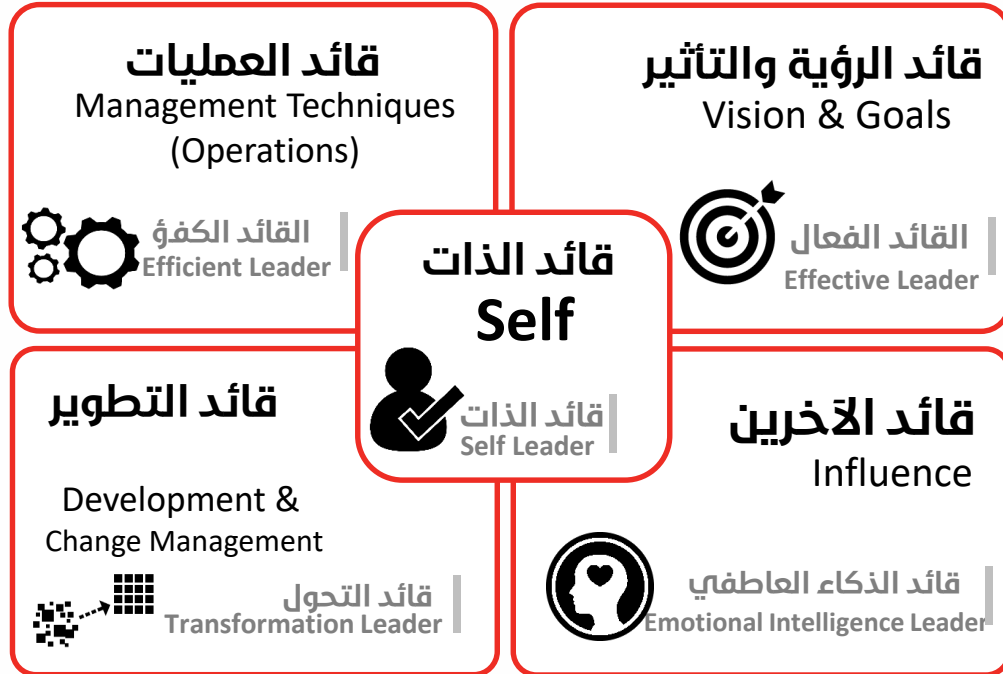 قائد العمليات
Management Techniques
(Operations)
القائد الكفؤ
Efficient Leader
قائد الرؤية والتأثير
Vision & Goals
القائد الفعال
Effective Leader
قائد الذات
Self
قائد الذات
Self Leader
قائد التطوير
Development &
Change Management
قائد التحول
Transformation Leader
قائد الآخرين
Influence
قائد الذكاء العاطفي
Emotional Intelligence Leader